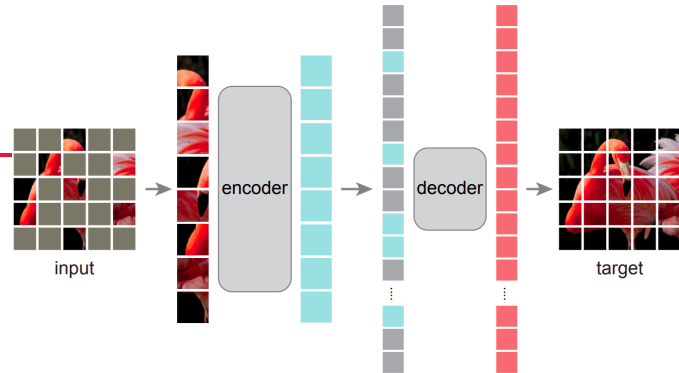 encoder
decoder
input
target